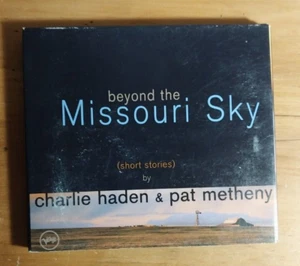 beyond the
Missouri Sky
(short stories)
by
charlie haden & pat metheny